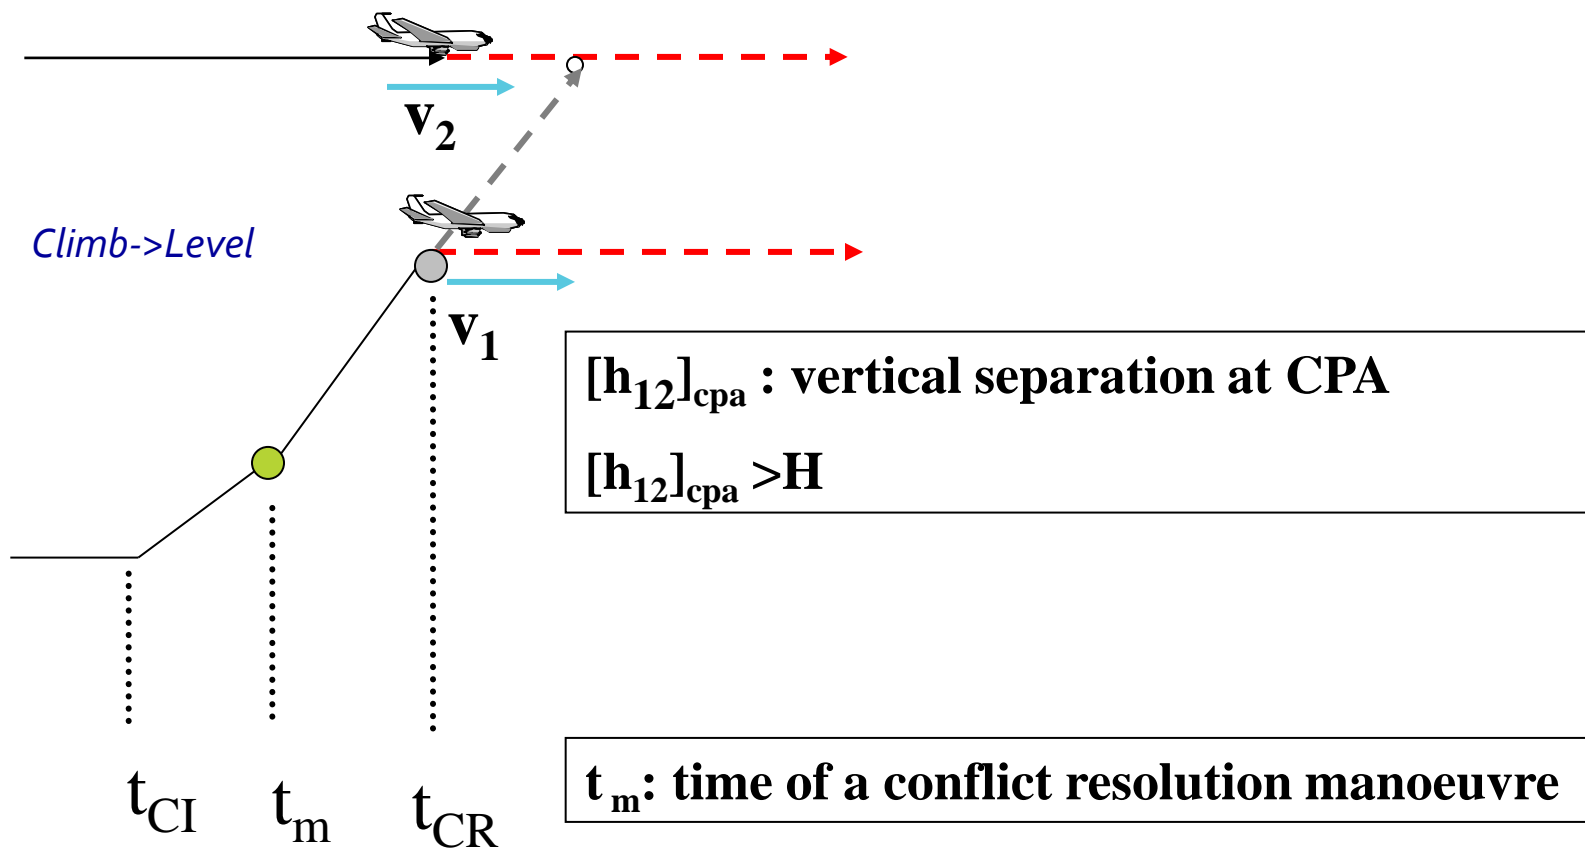 v₂
Climb->Level
v₁
[h₁₂]cpa : vertical separation at CPA
[h₁₂]cpa >H
tCI tm tCR
t m: time of a conflict resolution manoeuvre